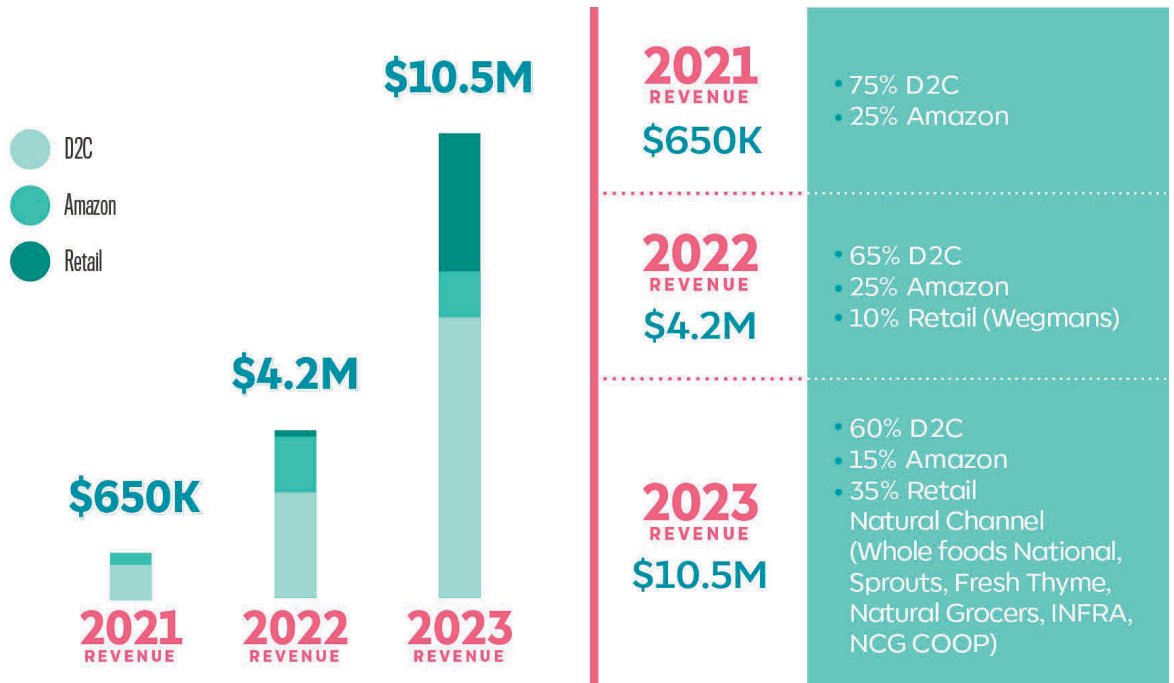 $10.5M
D2C
Amazon
Retail
$4.2M
$650K
2021
REVENUE
2022
REVENUE
2023
REVENUE
2021
REVENUE
$650K
• 75% D2C
• 25% Amazon
2022
REVENUE
$4.2M
• 65% D2C
• 25% Amazon
• 10% Retail (Wegmans)
2023
REVENUE
$10.5M
• 60% D2C
• 15% Amazon
• 35% Retail
Natural Channel
(Whole foods National,
Sprouts, Fresh Thyme,
Natural Grocers, INFRA,
NCG COOP)